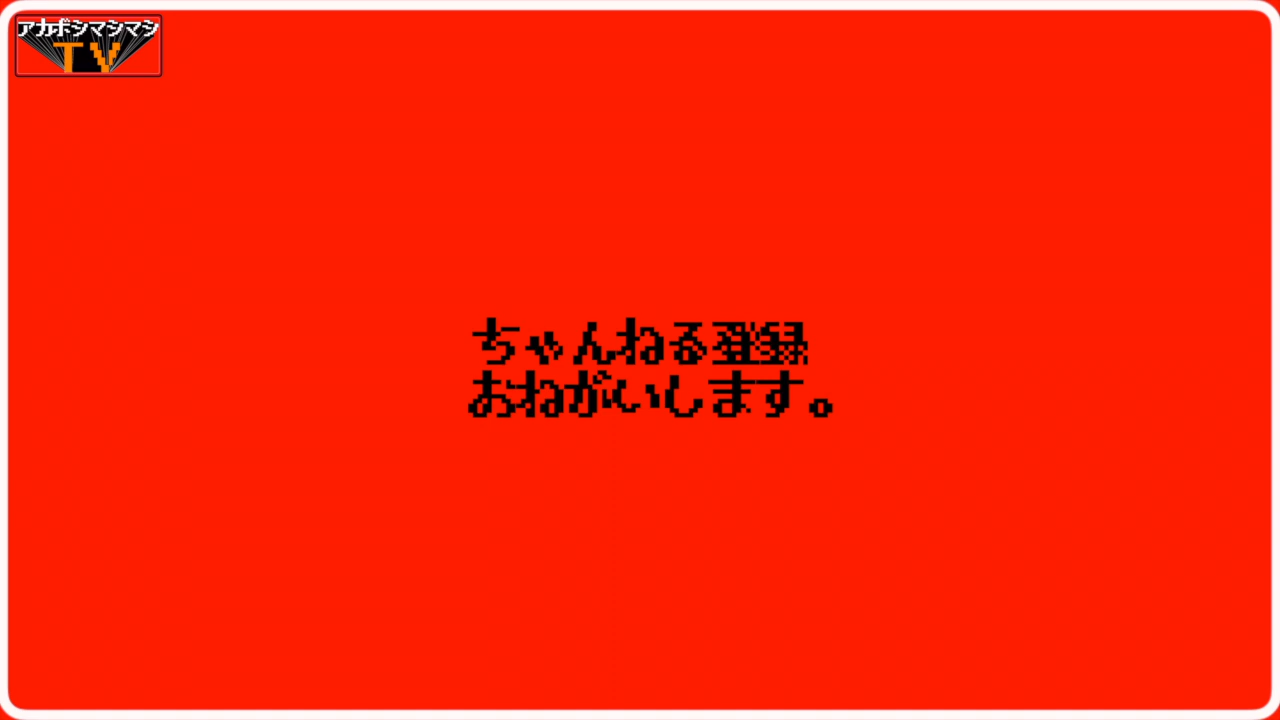 アカボシマシマシ
TV
ちゃんねる登録
おねがいします。